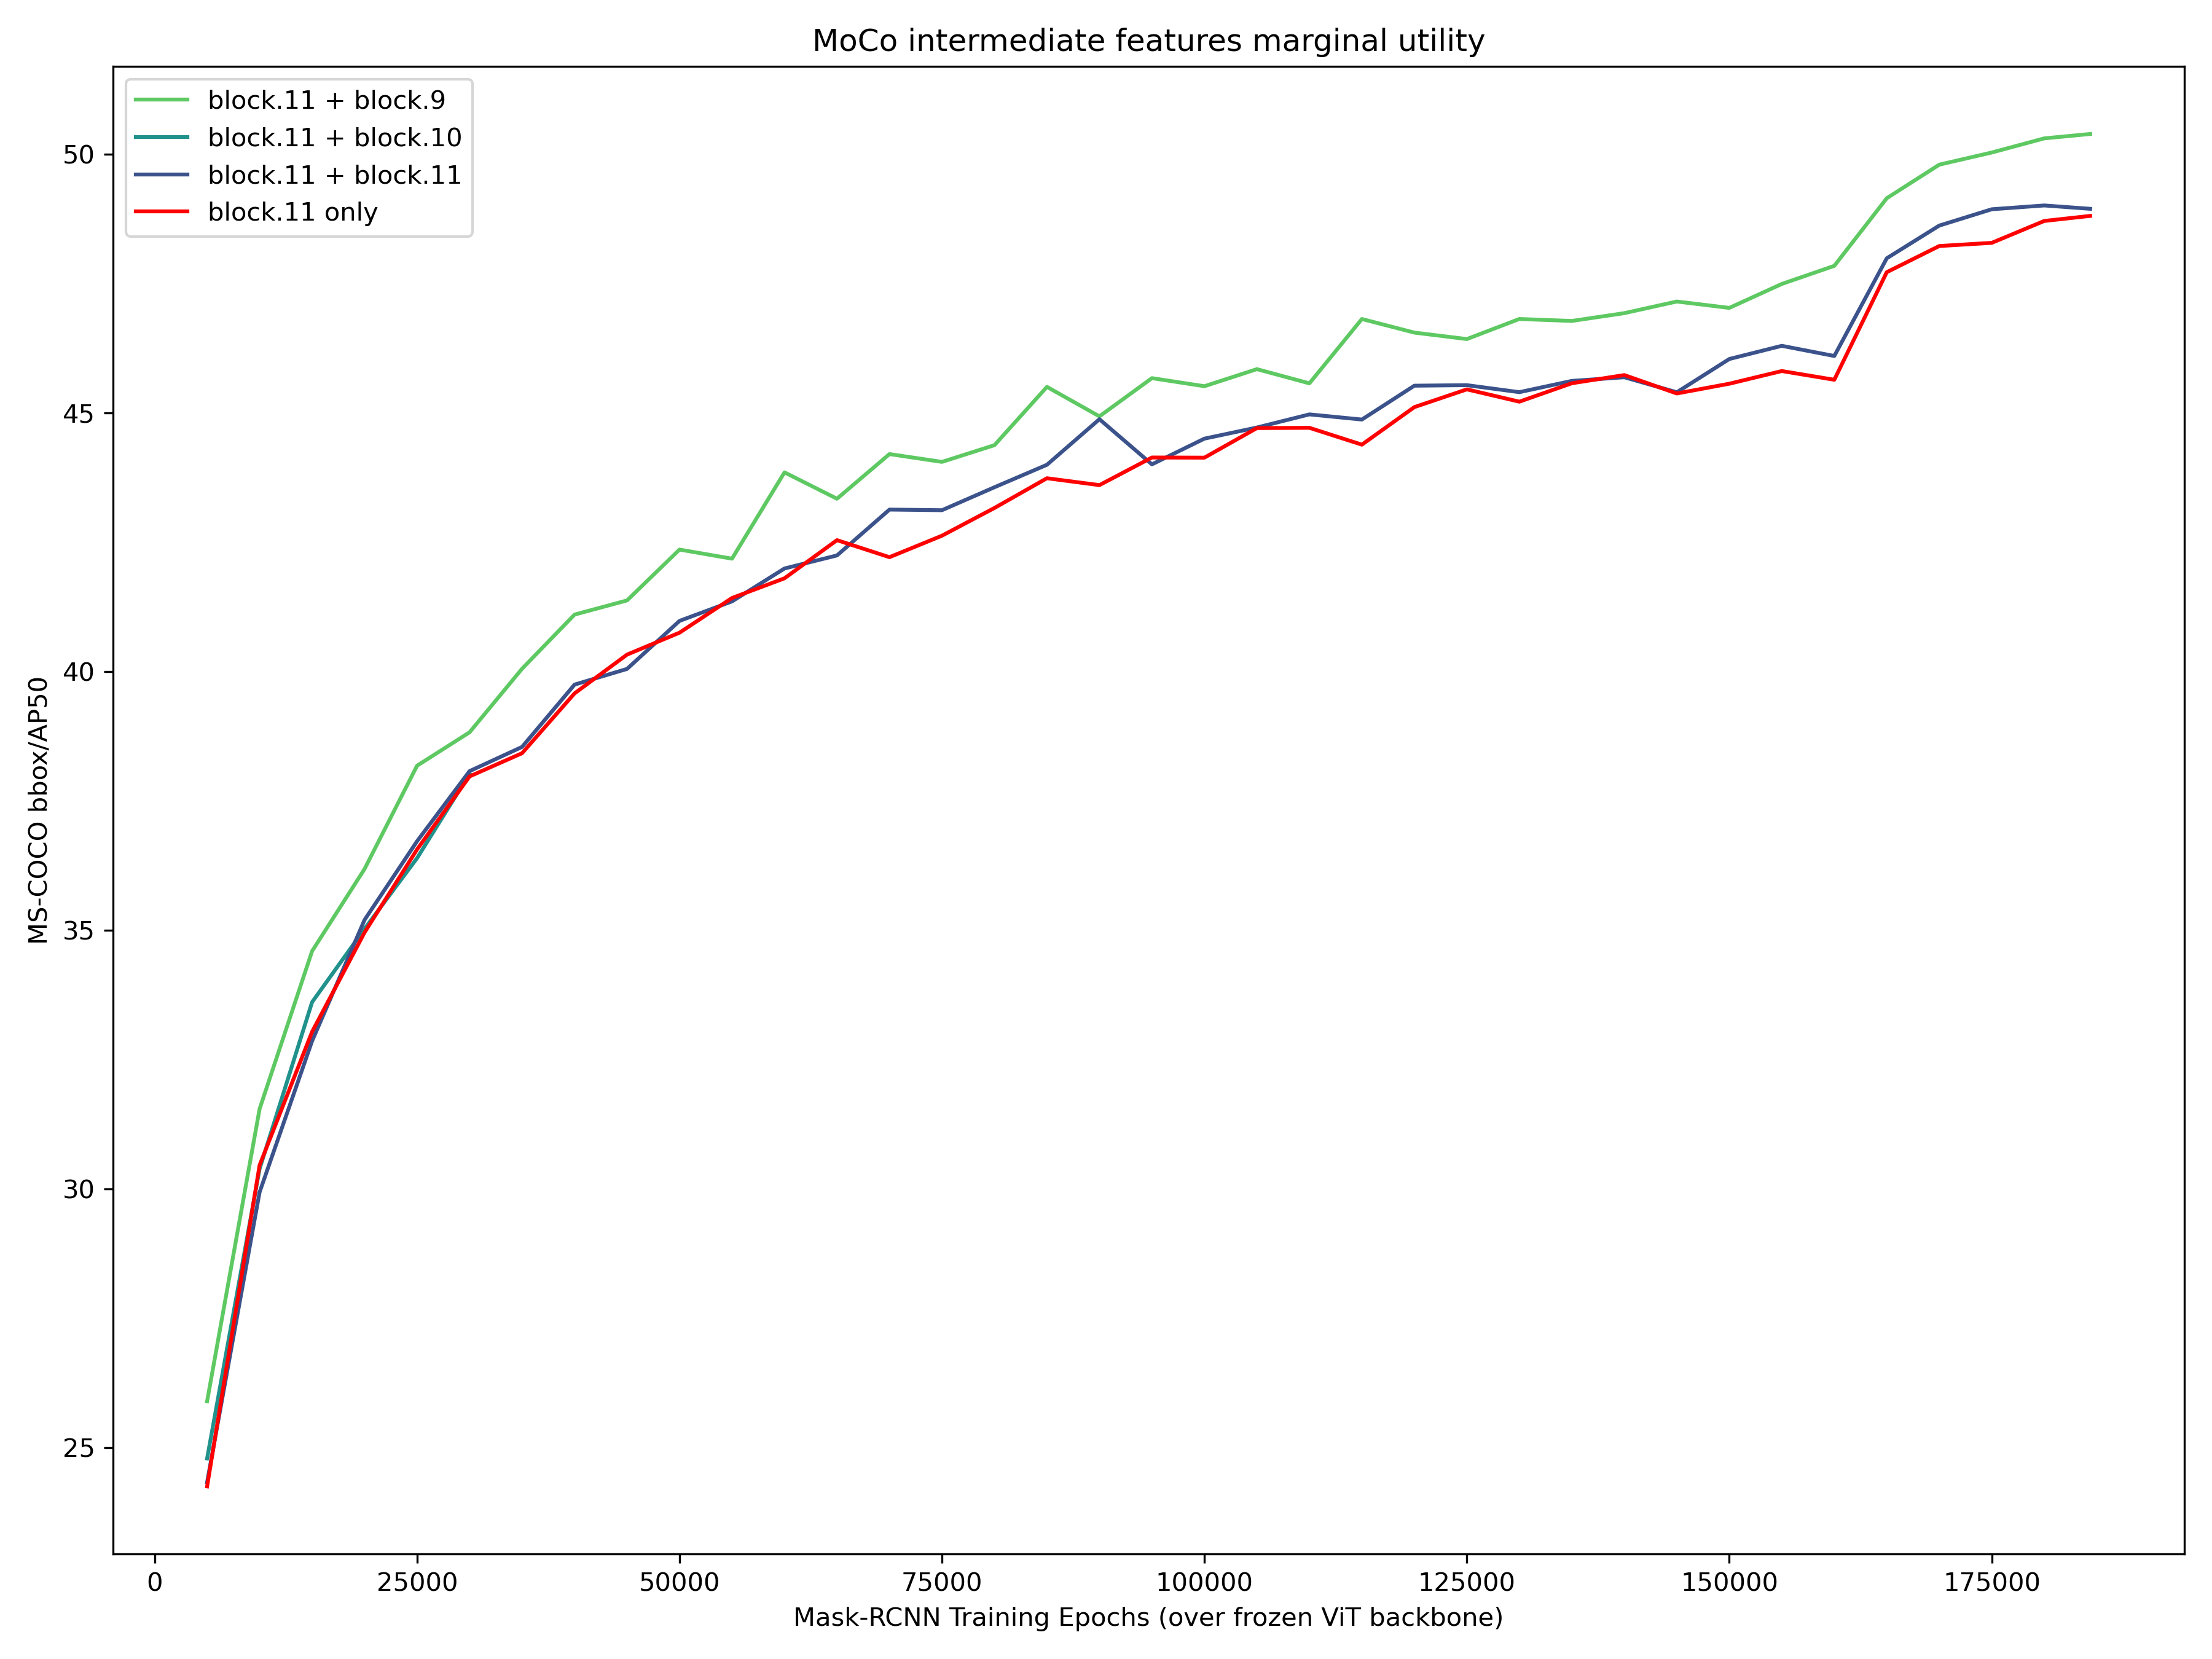 MoCo intermediate features marginal utility
block.11 + block.9
block.11 + block.10
block.11 + block.11
block.11 only
MS-COCO bbox/AP50
50
45
40
35
30
25
0 25000 50000 75000 100000 125000 150000 175000
Mask-RCNN Training Epochs (over frozen ViT backbone)